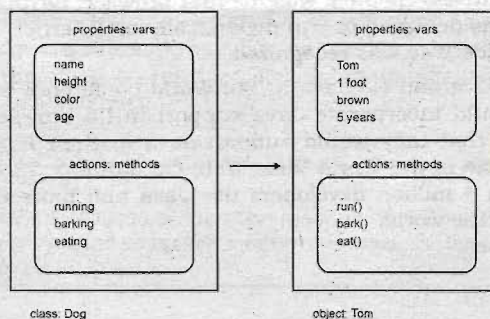 properties: vars
name
height
color
age
actions: methods
running
barking
eating
class: Dog
properties: vars
Tom
1 foot
brown
5 years
actions: methods
run()
bark()
eat()
object: Tom